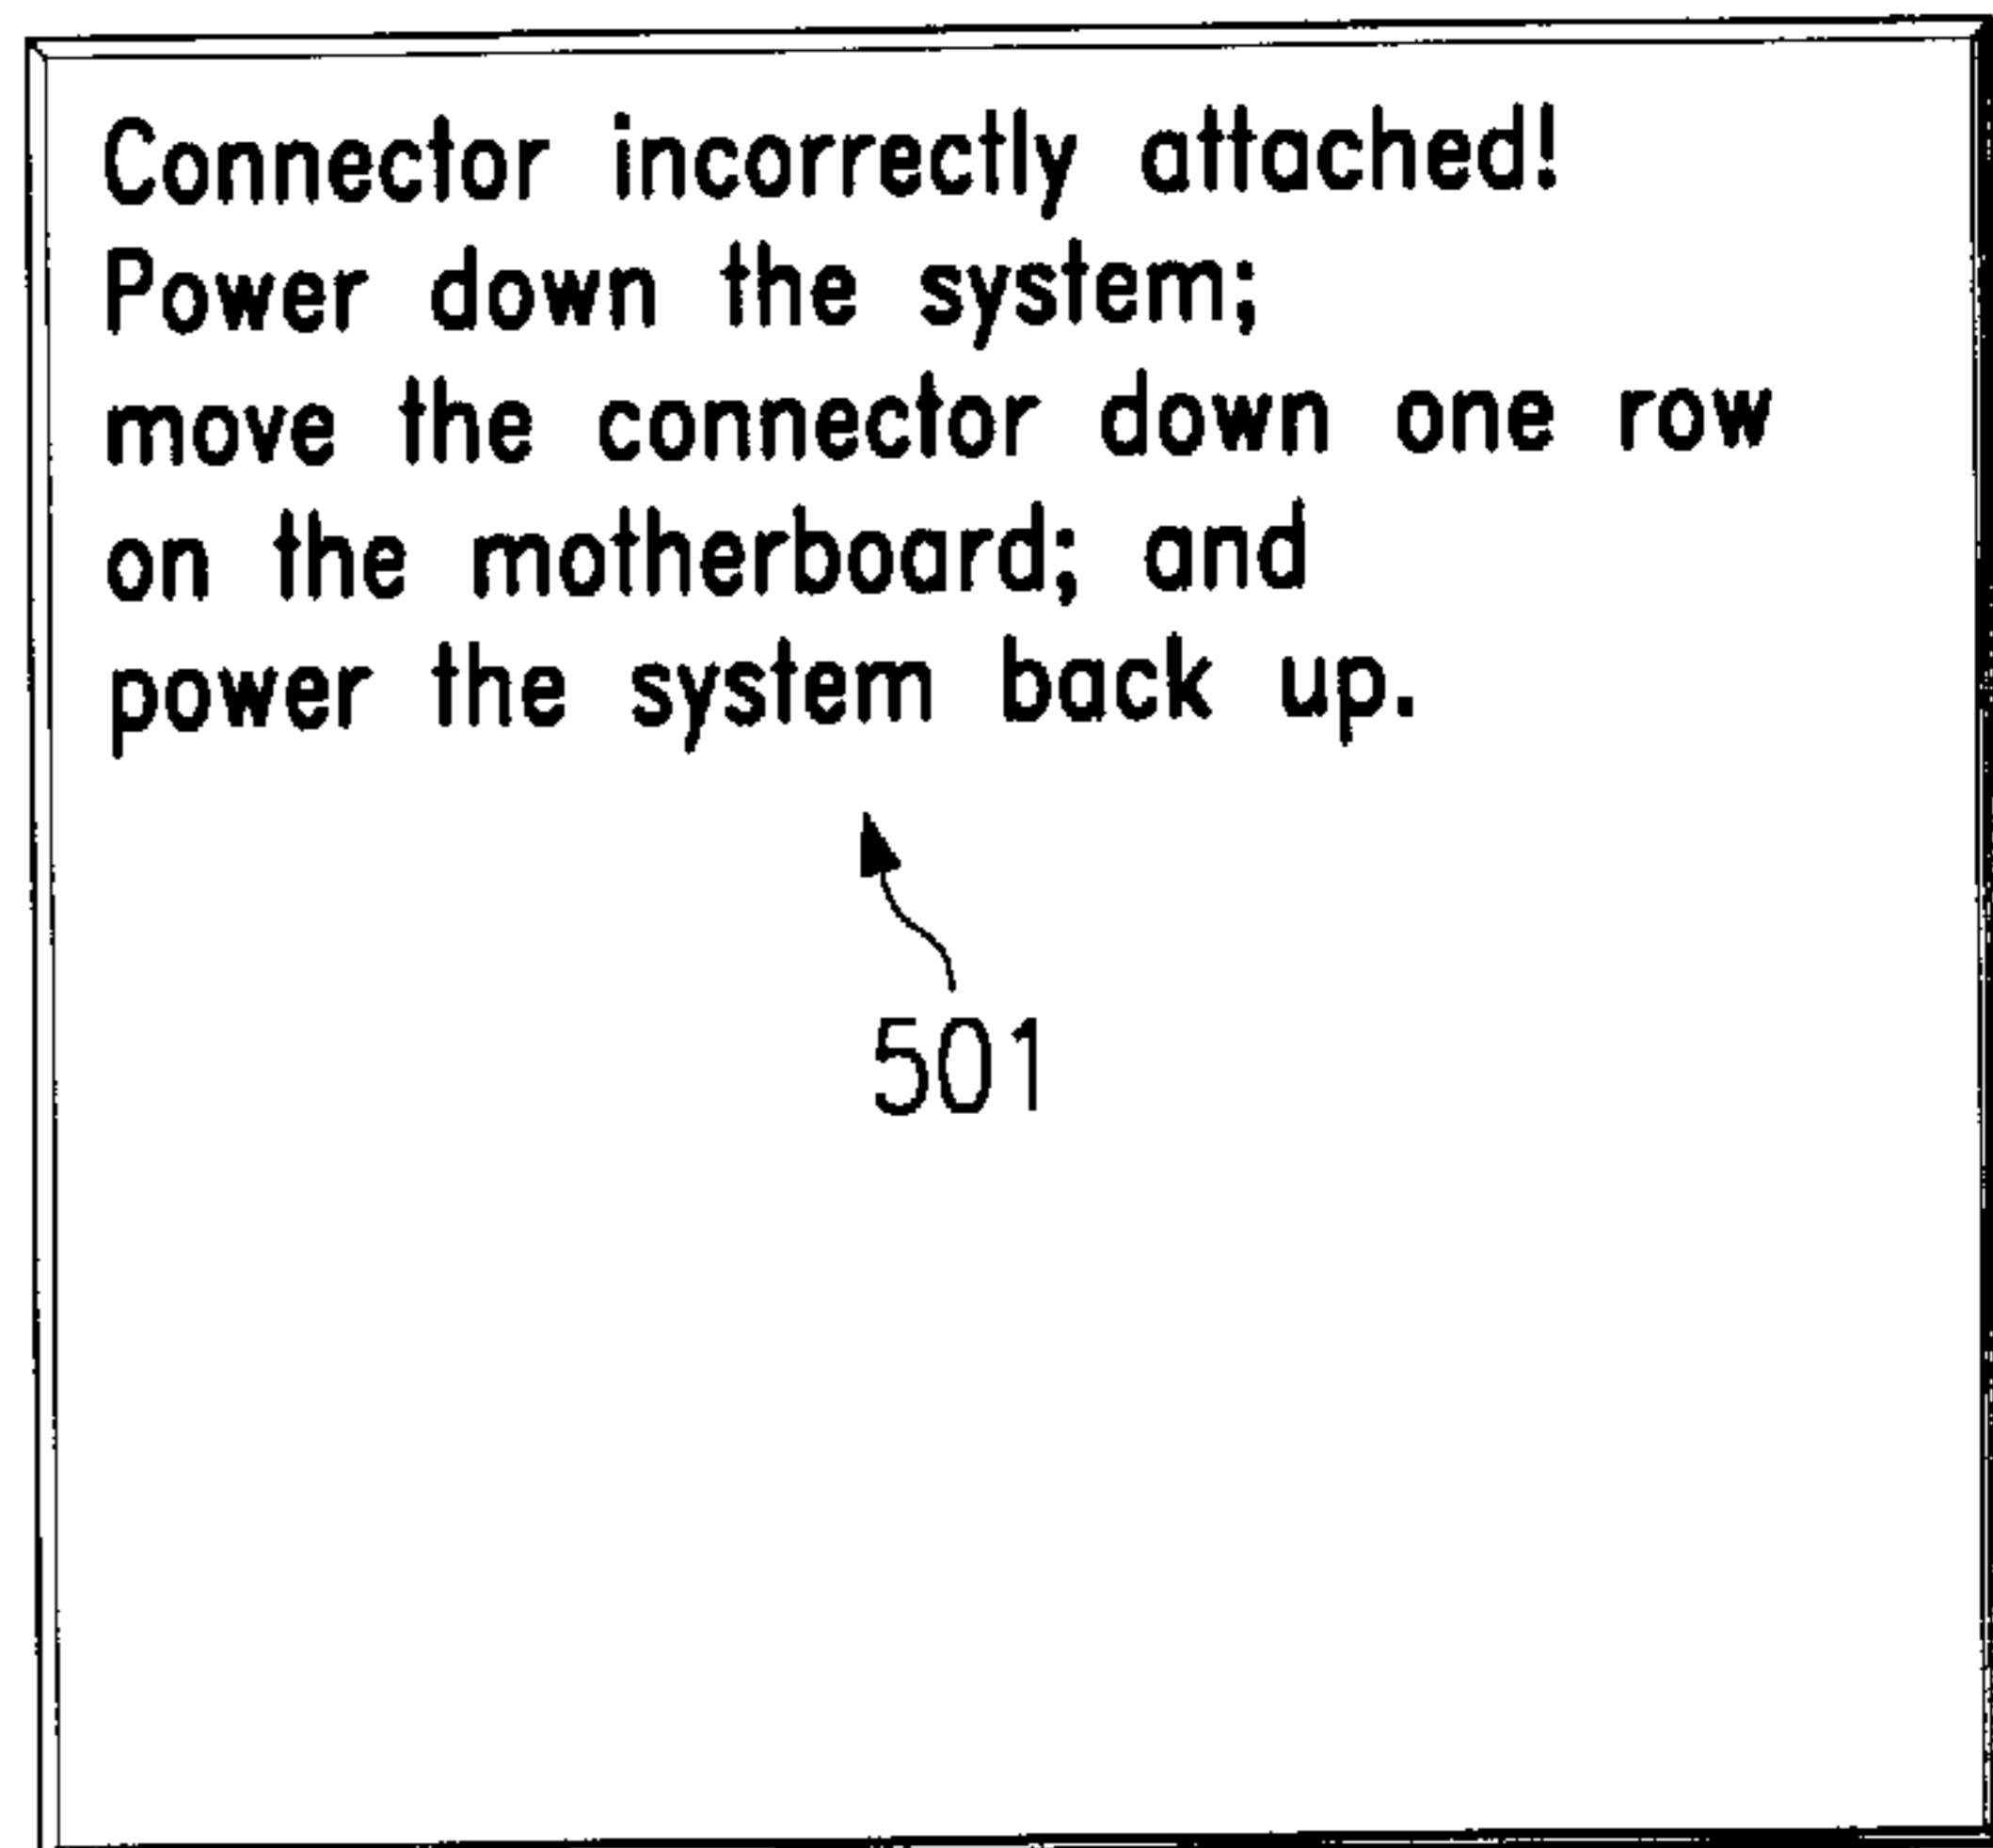 Connector incorrectly attached!
Power down the system;
move the connector down one row
on the motherboard; and
power the system back up.
501